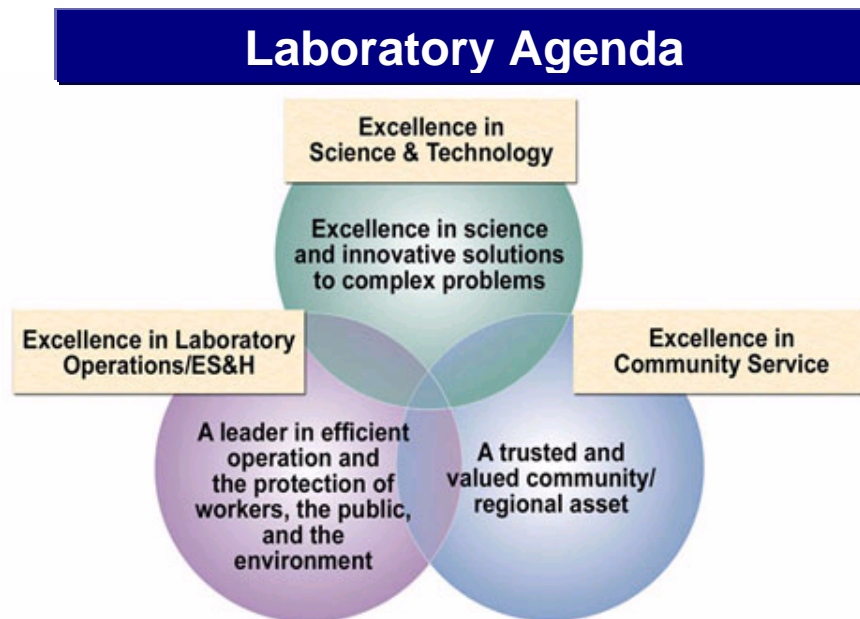 Laboratory Agenda
Excellence in
Science & Technology
Excellence in science
and innovative solutions
to complex problems
Excellence in Laboratory
Operations/ES&H
Excellence in
Community Service
A leader in efficient
operation and
the protection of
workers, the public,
and the
environment
A trusted and
valued community/
regional asset